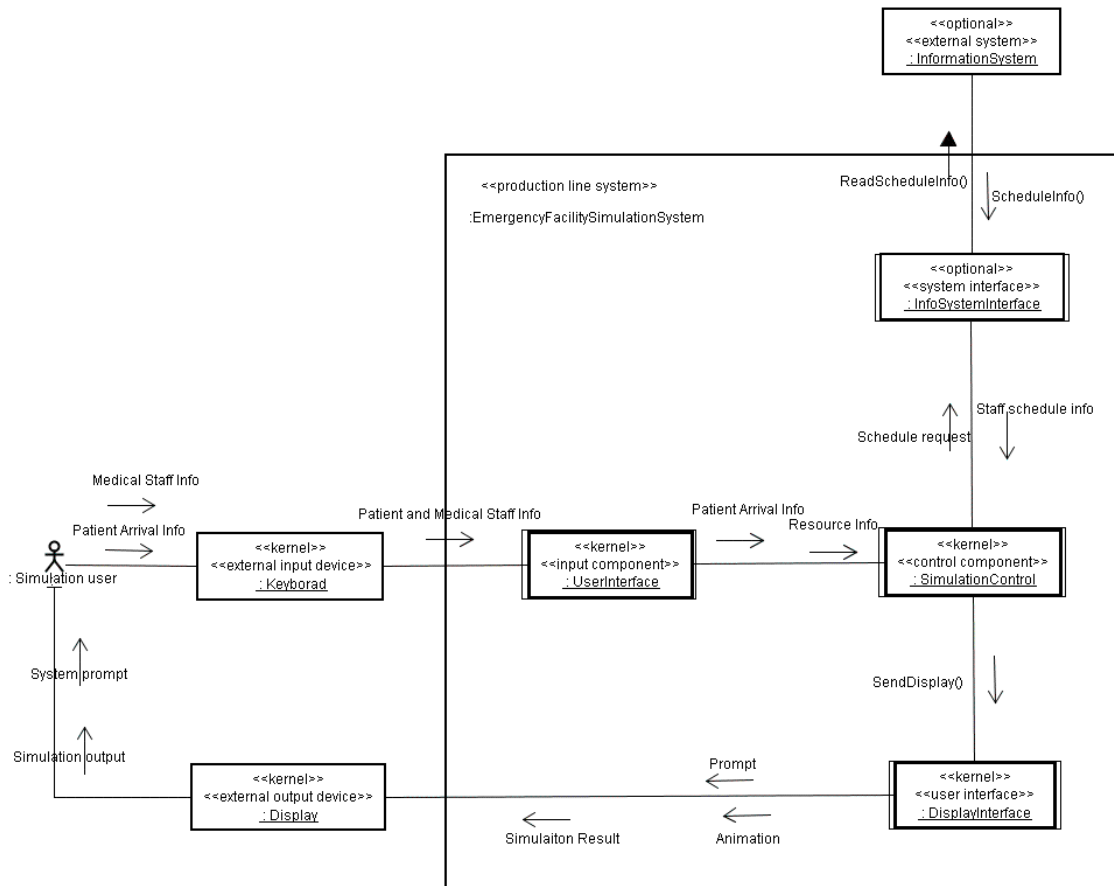 <<optional>>
<<external system>>
: InformationSystem
<<production line system>>
:EmergencyFacilitySimulationSystem
ReadScheduleInfo()
ScheduleInfo()
<<optional>>
<<system interface>>
: InfoSystemInterface
Staff schedule info
Schedule request
Medical Staff Info
Patient Arrival Info
Patient and Medical Staff Info
Patient Arrival Info
Resource Info
: Simulation user
<<kernel>>
<<external input device>>
: Keyborad
<<kernel>>
<<input component>>
: UserInterface
<<kernel>>
<<control component>>
: SimulationControl
System prompt
SendDisplay()
Simulation output
<<kernel>>
<<external output device>>
: Display
Prompt
Simulaiton Result
Animation
<<kernel>>
<<user interface>>
: DisplayInterface